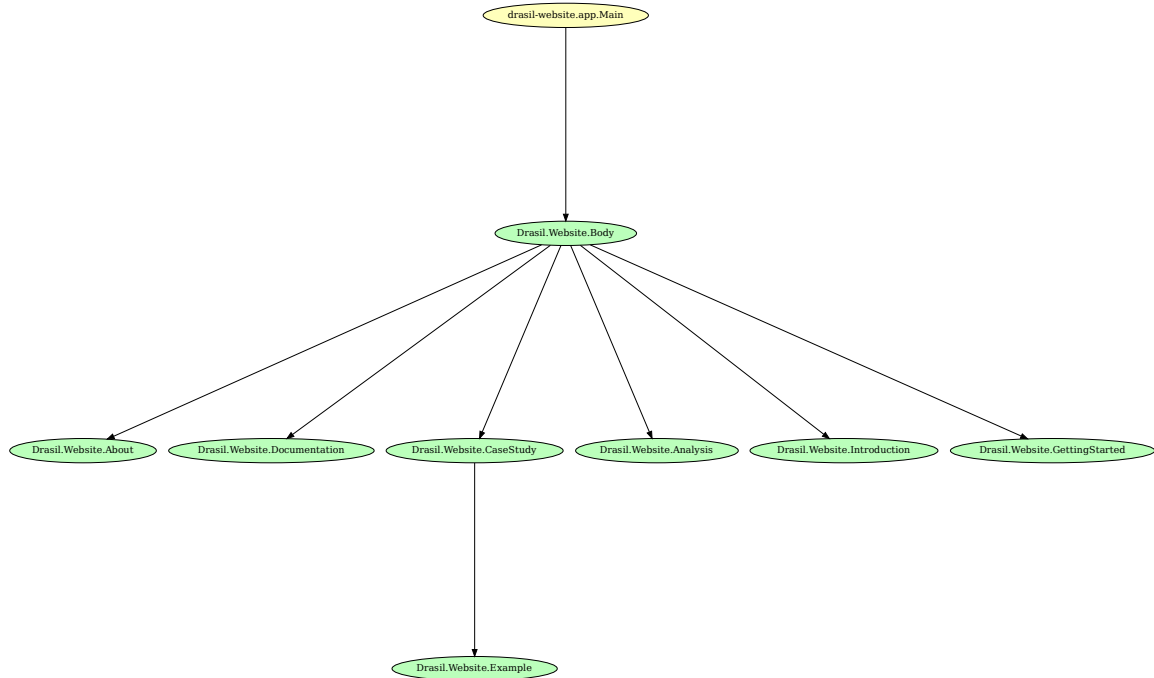 drasil-website.app.Main
Drasil.Website.Body
Drasil.Website.About
Drasil.Website.Documentation
Drasil.Website.CaseStudy
Drasil.Website.Analysis
Drasil.Website.Introduction
Drasil.Website.GettingStarted
Drasil.Website.Example